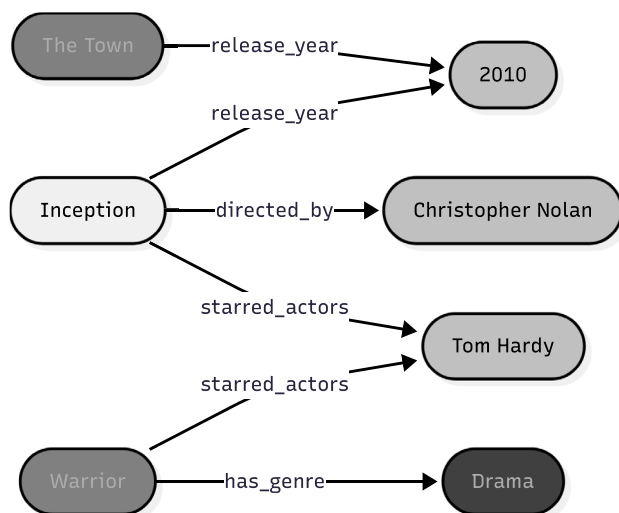 The Town
release_year
2010
release_year
Inception
directed_by
Christopher Nolan
starred_actors
Tom Hardy
starred_actors
Warrior
has_genre
Drama